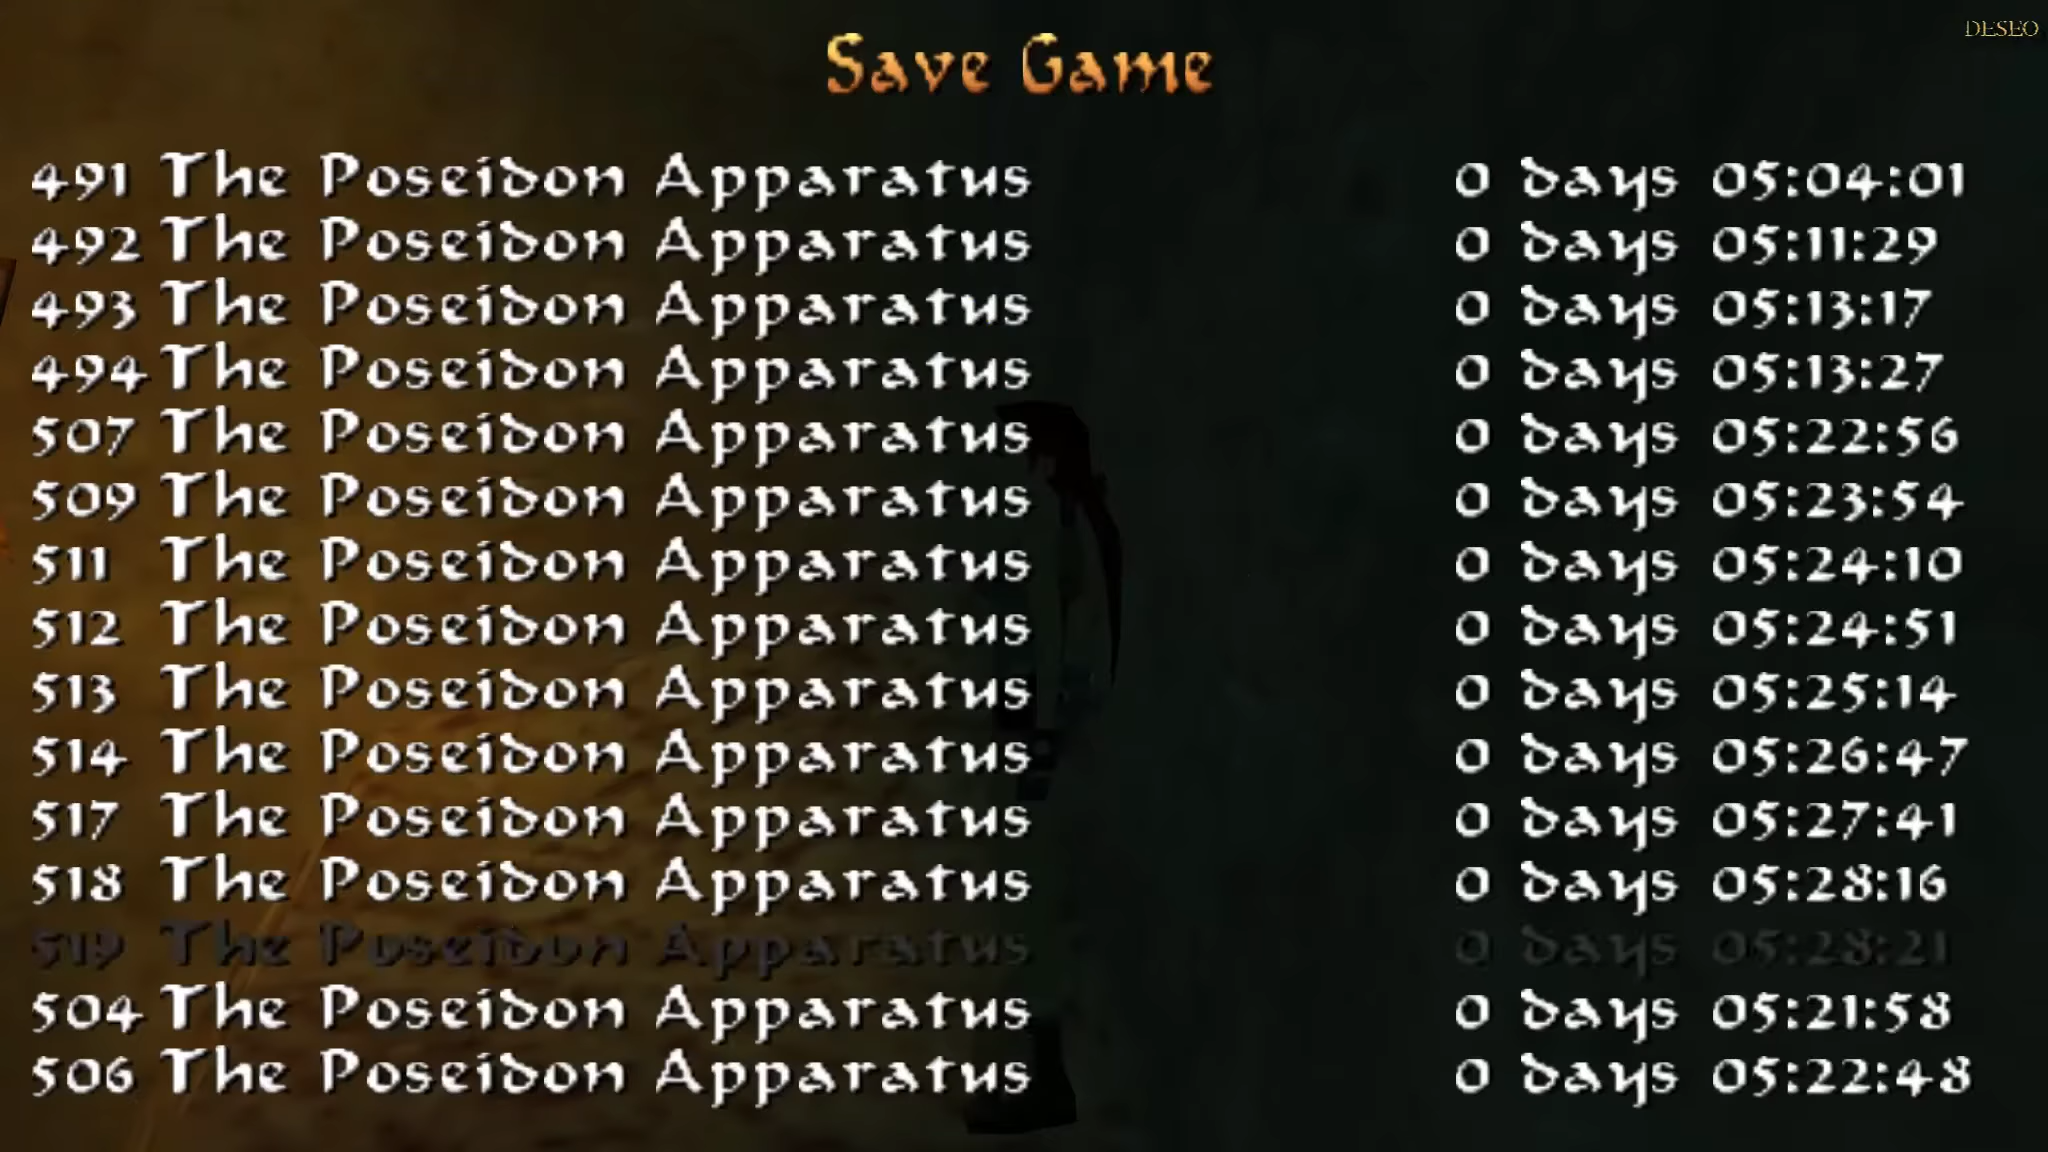 DESEO
Save Game
491 The Poseidon Apparatus 0 days 05:04:01
492 The Poseidon Apparatus 0 days 05:11:29
493 The Poseidon Apparatus 0 days 05:13:17
494 The Poseidon Apparatus 0 days 05:13:27
507 The Poseidon Apparatus 0 days 05:22:56
509 The Poseidon Apparatus 0 days 05:23:54
511 The Poseidon Apparatus 0 days 05:24:10
512 The Poseidon Apparatus 0 days 05:24:51
513 The Poseidon Apparatus 0 days 05:25:14
514 The Poseidon Apparatus 0 days 05:26:47
517 The Poseidon Apparatus 0 days 05:27:41
518 The Poseidon Apparatus 0 days 05:28:16
519 The Poseidon Apparatus 0 days 05:28:21
504 The Poseidon Apparatus 0 days 05:21:58
506 The Poseidon Apparatus 0 days 05:22:48